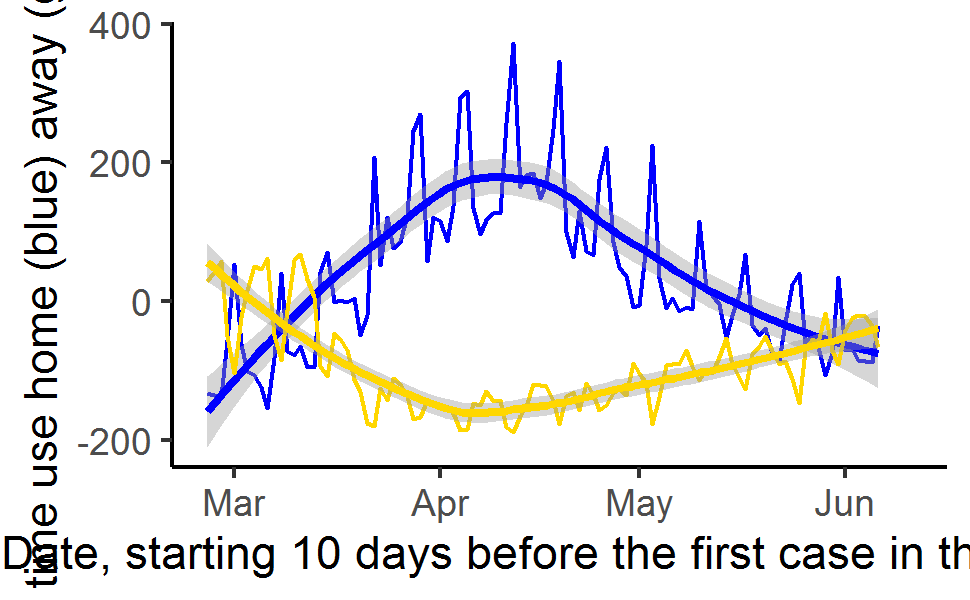 time use home (blue) away (
400
200
0
-200
Mar Apr May Jun
Date, starting 10 days before the first case in th